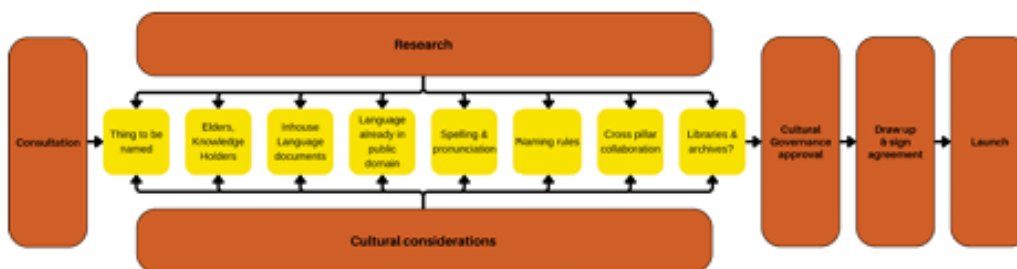 Research
Consultation
Thing to be
named
Elders,
Knowledge
Holders
Inhouse
Language
documents
Language
already in
public
domain
Spelling &
pronunciation
Naming rules
Cross pillar
collaboration
Libraries &
archives?
Cultural
Governance
approval
Draw up
& sign
agreement
Launch
Cultural considerations